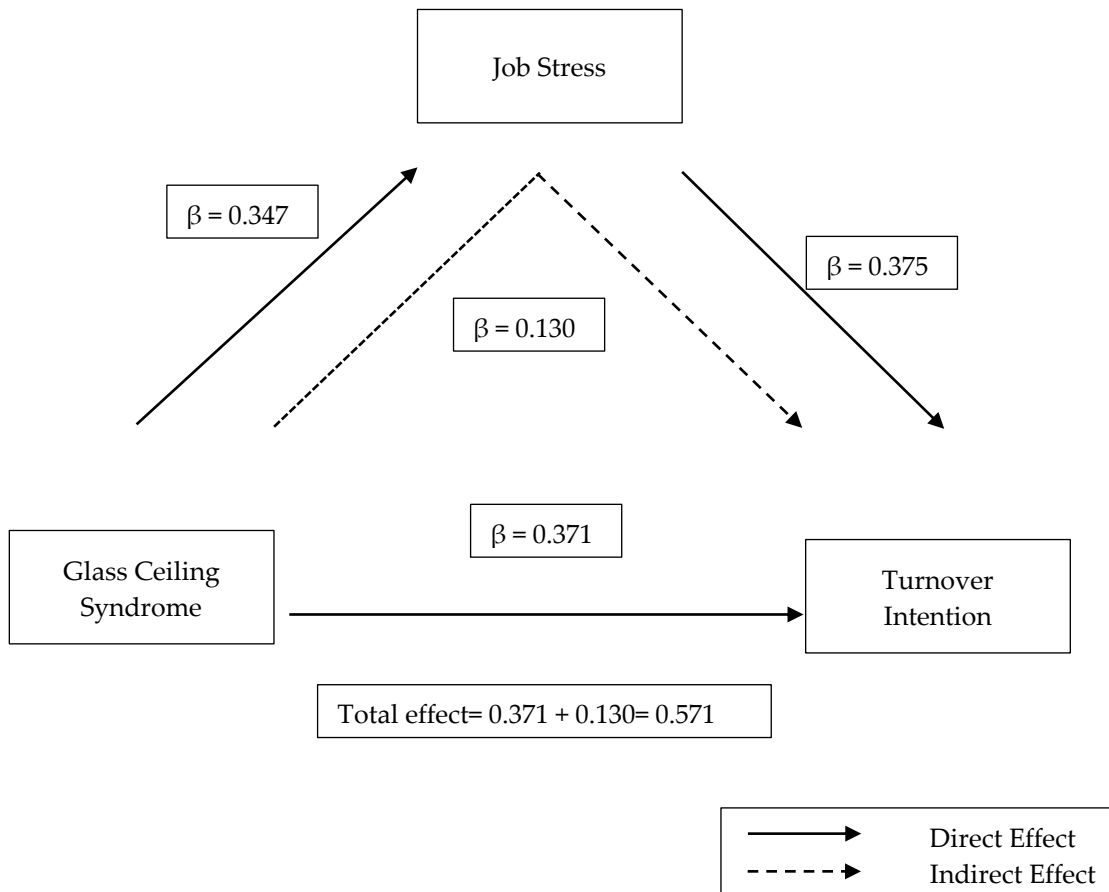 Job Stress
β = 0.347
β = 0.375
β = 0.130
β = 0.371
Glass Ceiling
Syndrome
Turnover
Intention
Total effect= 0.371 + 0.130= 0.571
Direct Effect
Indirect Effect